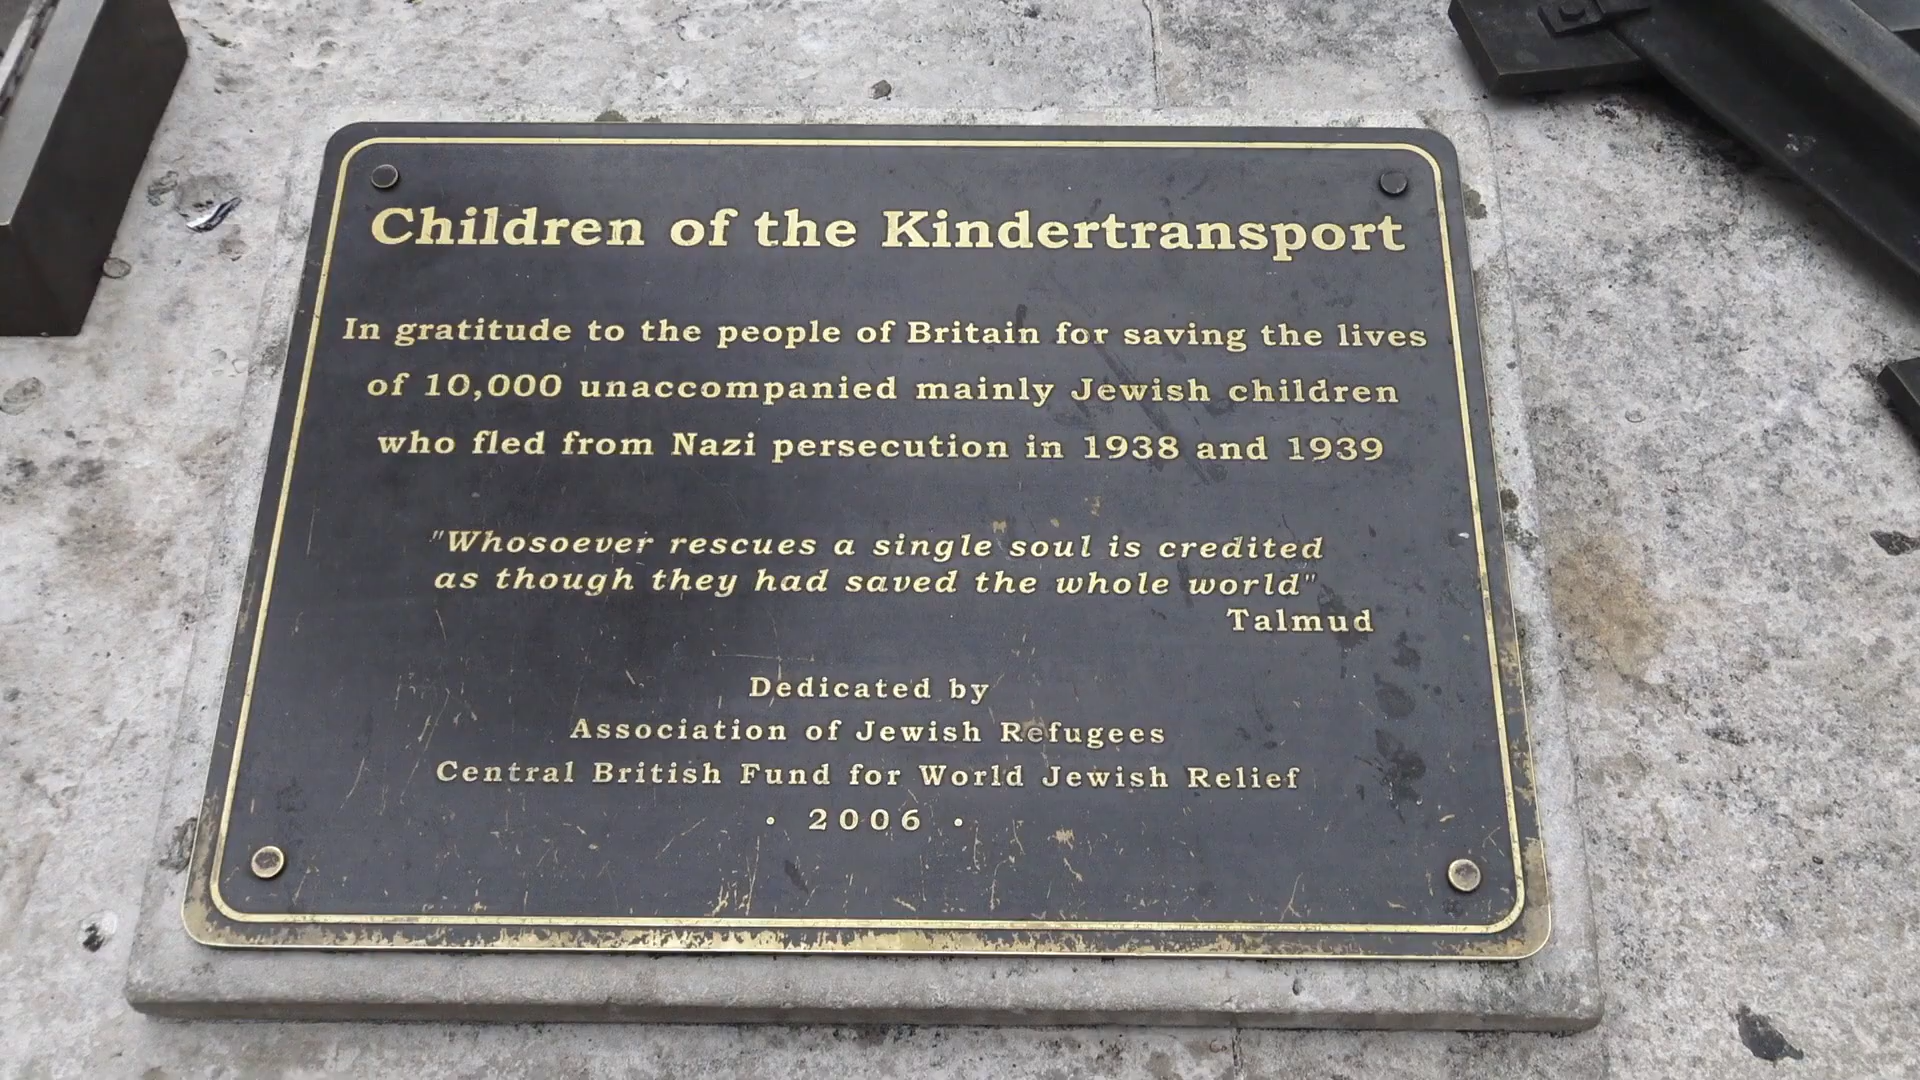 Children of the Kindertransport
In gratitude to the people of Britain for saving the lives
of 10,000 unaccompanied mainly Jewish children
who fled from Nazi persecution in 1938 and 1939
"Whosoever rescues a single soul is credited
as though they had saved the whole world"
Talmud
Dedicated by
Association of Jewish Refugees
Central British Fund for World Jewish Relief
· 2006 ·